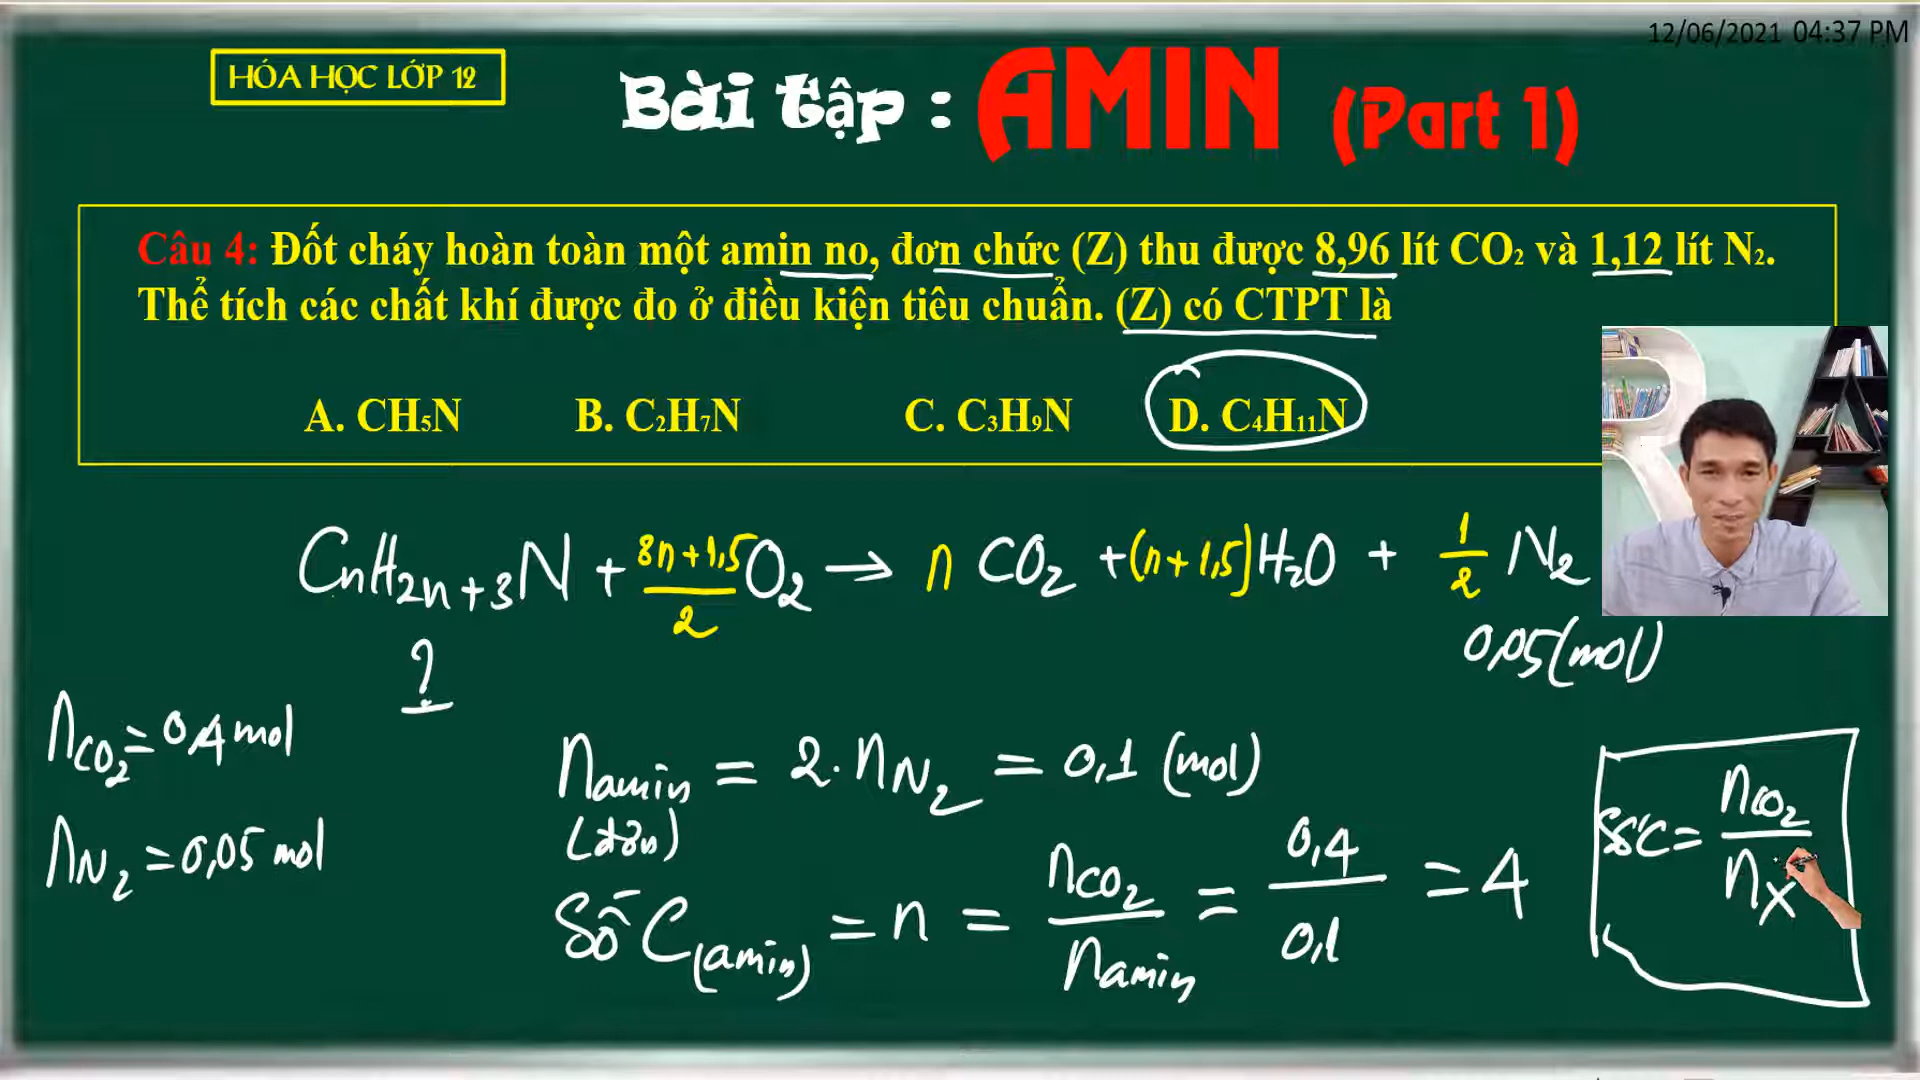 12/06/2021 04:37 PM
HÓA HỌC LỚP 12
Bài tập : AMIN (Part 1)
Câu 4: Đốt cháy hoàn toàn một amin no, đơn chức (Z) thu được 8,96 lít CO₂ và 1,12 lít N₂.
Thể tích các chất khí được đo ở điều kiện tiêu chuẩn. (Z) có CTPT là
A. CH₅N B. C₂H₇N C. C₃H₉N D. C₄H₁₁N
CnH₂n+₃N + (3n+1,5)/2 O₂ → n CO₂ + (n+1,5) H₂O + 1/2 N₂
? 0,05 (mol)
nCO₂ = 0,4 mol
nN₂ = 0,05 mol
namin = 2. nN₂ = 0,1 (mol)
(đơn)
Số C(amin) = n = nCO₂/namin = 0,4/0,1 = 4
Số C = nCO₂/nX